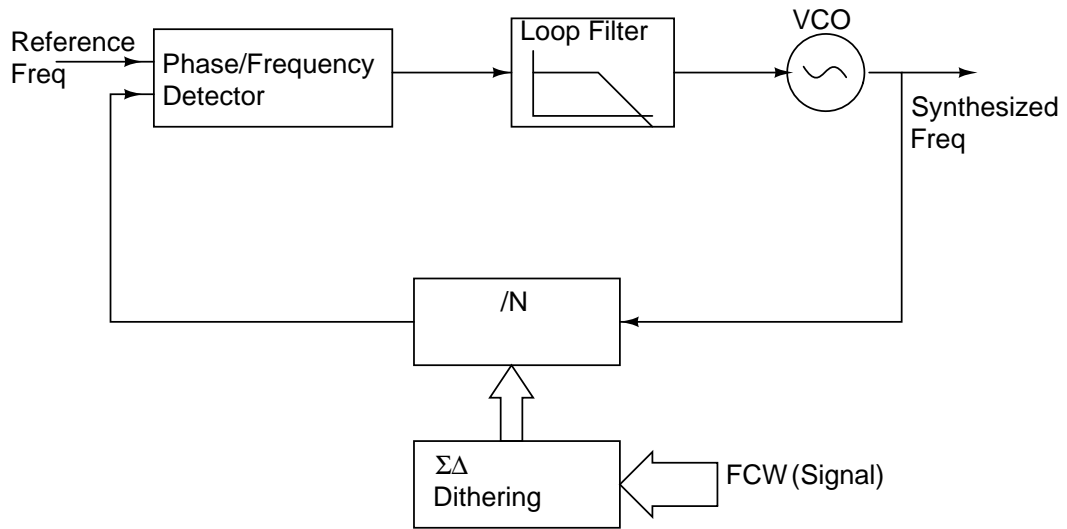 Reference
Freq
Phase/Frequency
Detector
Loop Filter
VCO
Synthesized
Freq
/N
ΣΔ
Dithering
FCW (Signal)